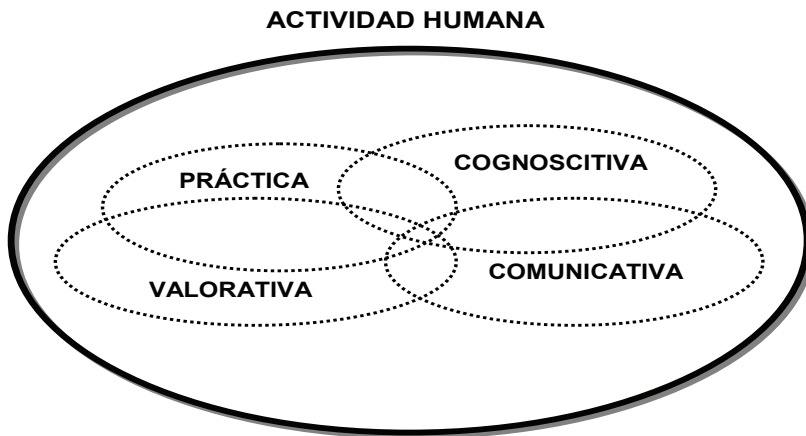 ACTIVIDAD HUMANA
COGNOSCITIVA
PRÁCTICA
COMUNICATIVA
VALORATIVA